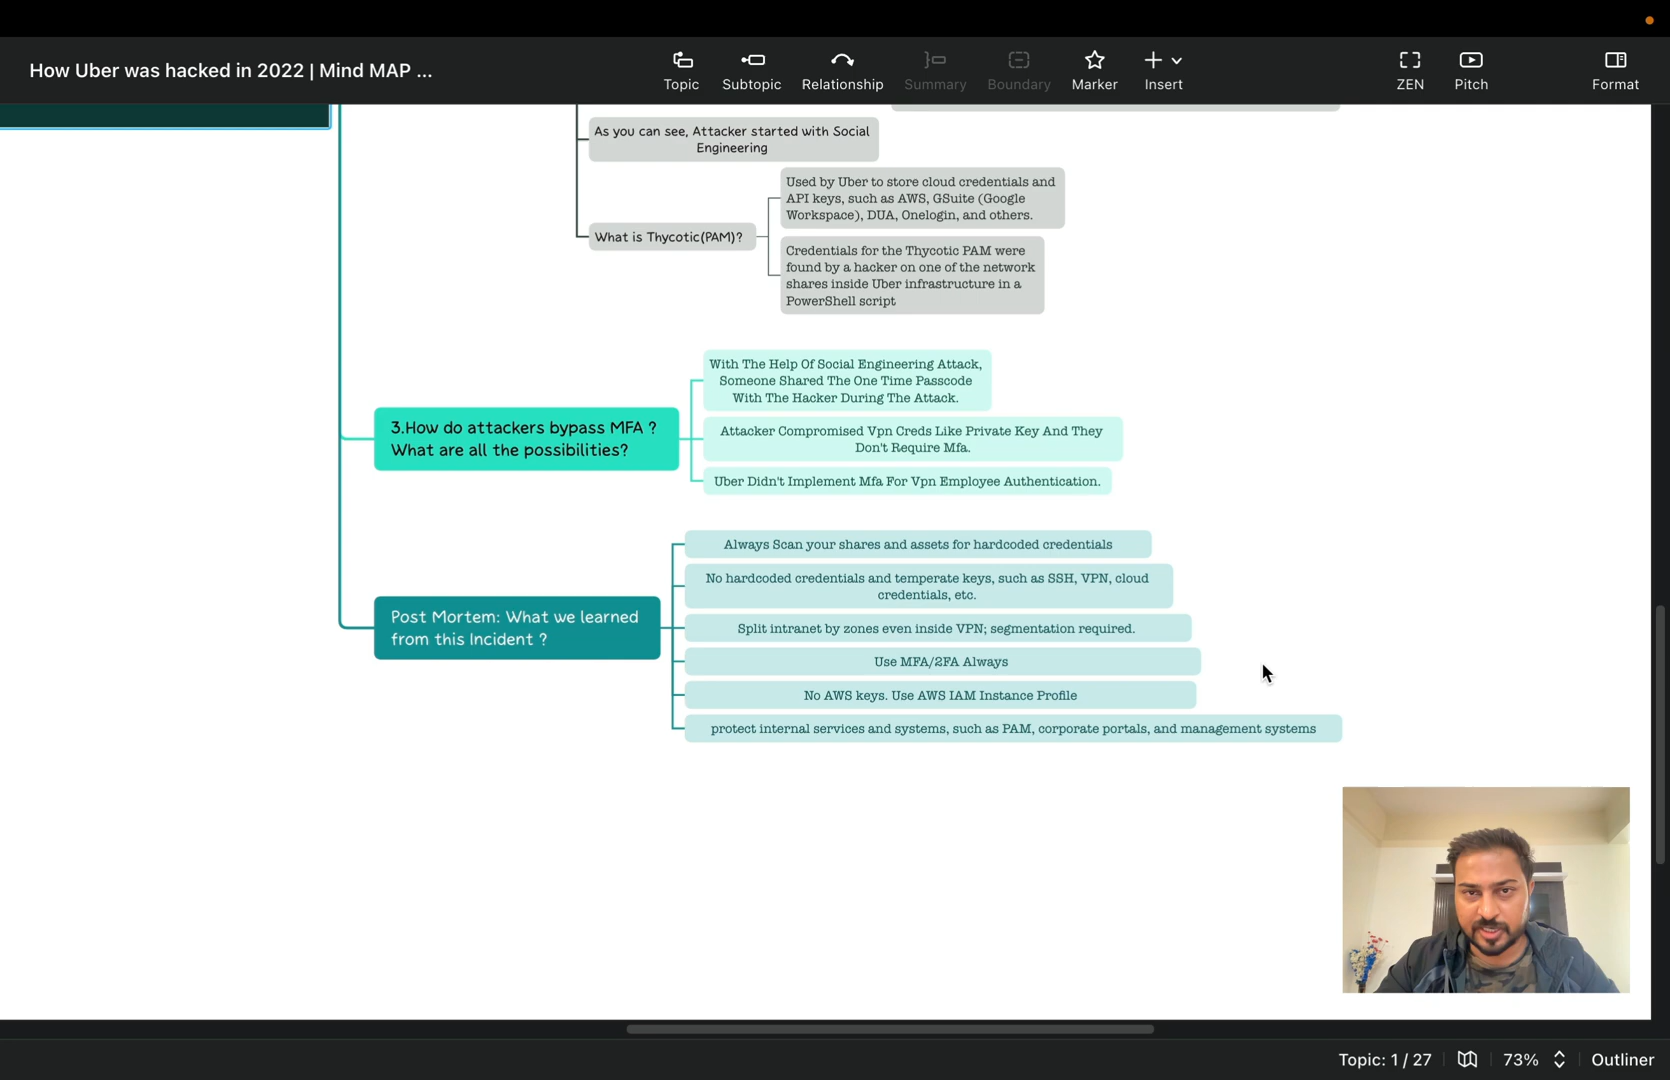 How Uber was hacked in 2022 | Mind MAP ...
Topic
Subtopic
Relationship
Summary
Boundary
Marker
Insert
ZEN
Pitch
Format
As you can see, Attacker started with Social
Engineering
What is Thycotic(PAM)?
Used by Uber to store cloud credentials and
API keys, such as AWS, GSuite (Google
Workspace), DUA, Onelogin, and others.
Credentials for the Thycotic PAM were
found by a hacker on one of the network
shares inside Uber infrastructure in a
PowerShell script
3.How do attackers bypass MFA ?
What are all the possibilities?
With The Help Of Social Engineering Attack,
Someone Shared The One Time Passcode
With The Hacker During The Attack.
Attacker Compromised Vpn Creds Like Private Key And They
Don't Require Mfa.
Uber Didn't Implement Mfa For Vpn Employee Authentication.
Post Mortem: What we learned
from this Incident ?
Always Scan your shares and assets for hardcoded credentials
No hardcoded credentials and temperate keys, such as SSH, VPN, cloud
credentials, etc.
Split intranet by zones even inside VPN; segmentation required.
Use MFA/2FA Always
No AWS keys. Use AWS IAM Instance Profile
protect internal services and systems, such as PAM, corporate portals, and management systems
Topic: 1 / 27
73%
Outliner